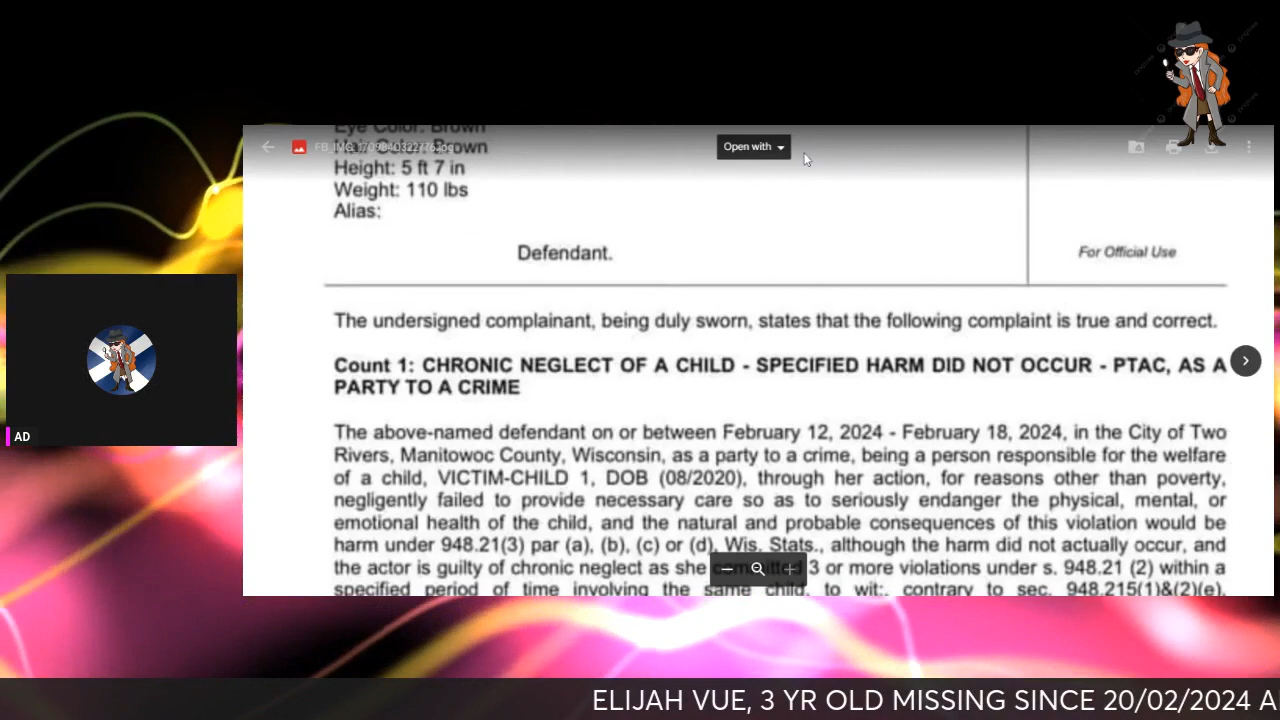 Eye Color: Brown
FB_IMG_1709840322776.jpg
Hair Color: Brown
Open with
Height: 5 ft 7 in
Weight: 110 lbs
Alias:
Defendant.
For Official Use
The undersigned complainant, being duly sworn, states that the following complaint is true and correct.
Count 1: CHRONIC NEGLECT OF A CHILD - SPECIFIED HARM DID NOT OCCUR - PTAC, AS A
PARTY TO A CRIME
The above-named defendant on or between February 12, 2024 - February 18, 2024, in the City of Two
Rivers, Manitowoc County, Wisconsin, as a party to a crime, being a person responsible for the welfare
of a child, VICTIM-CHILD 1, DOB (08/2020), through her action, for reasons other than poverty,
negligently failed to provide necessary care so as to seriously endanger the physical, mental, or
emotional health of the child, and the natural and probable consequences of this violation would be
harm under 948.21(3) par (a), (b), (c) or (d), Wis. Stats., although the harm did not actually occur, and
the actor is guilty of chronic neglect as she committed 3 or more violations under s. 948.21 (2) within a
specified period of time involving the same child, to wit:, contrary to sec. 948.215(1)&(2)(e),
AD
ELIJAH VUE, 3 YR OLD MISSING SINCE 20/02/2024 A